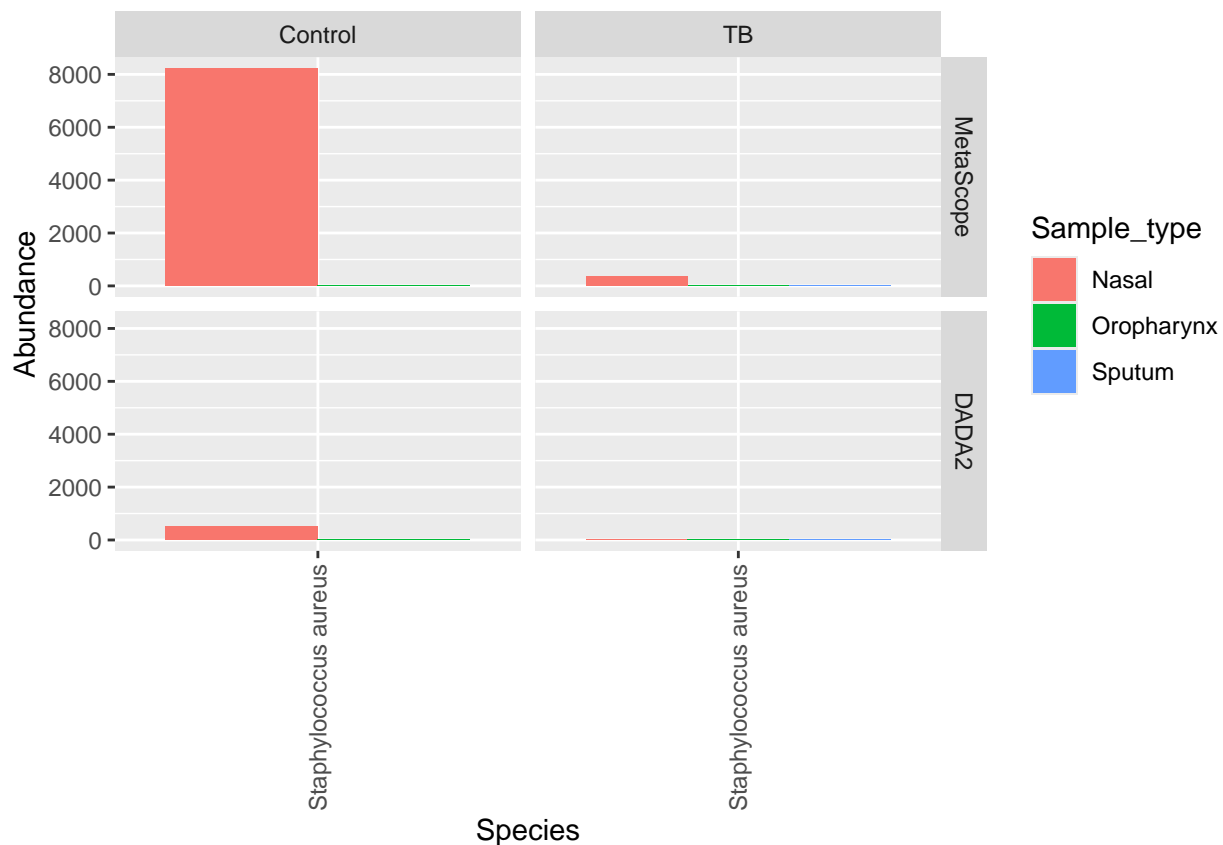 Control
TB
8000
6000
4000
2000
0
MetaScope
8000
6000
4000
2000
0
DADA2
Abundance
Staphylococcus aureus
Staphylococcus aureus
Species
Sample_type
Nasal
Oropharynx
Sputum